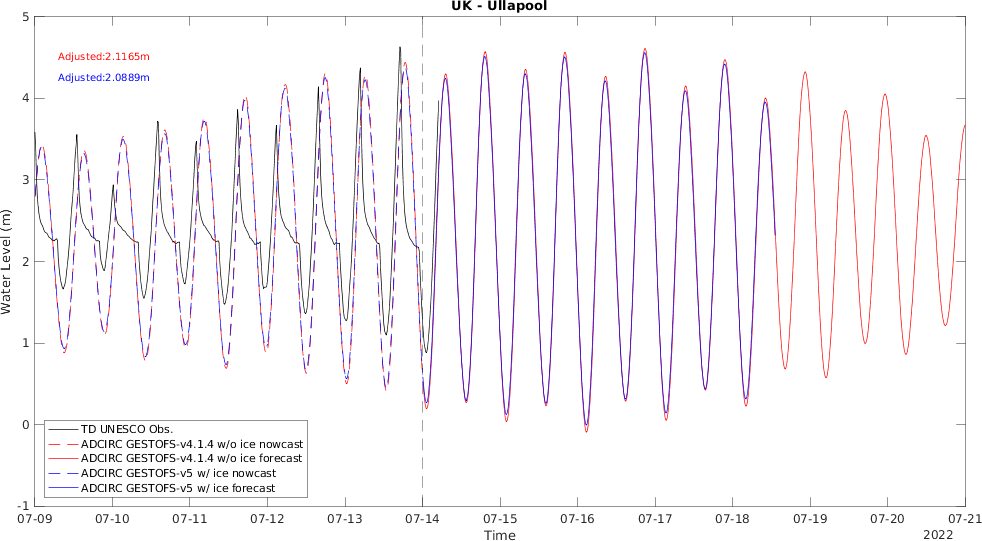 UK - Ullapool
Adjusted:2.1165m
Adjusted:2.0889m
5
4
3
2
1
0
-1
Water Level (m)
TD UNESCO Obs.
ADCIRC GESTOFS-v4.1.4 w/o ice nowcast
ADCIRC GESTOFS-v4.1.4 w/o ice forecast
ADCIRC GESTOFS-v5 w/ ice nowcast
ADCIRC GESTOFS-v5 w/ ice forecast
07-09 07-10 07-11 07-12 07-13 07-14 07-15 07-16 07-17 07-18 07-19 07-20 07-21
Time
2022